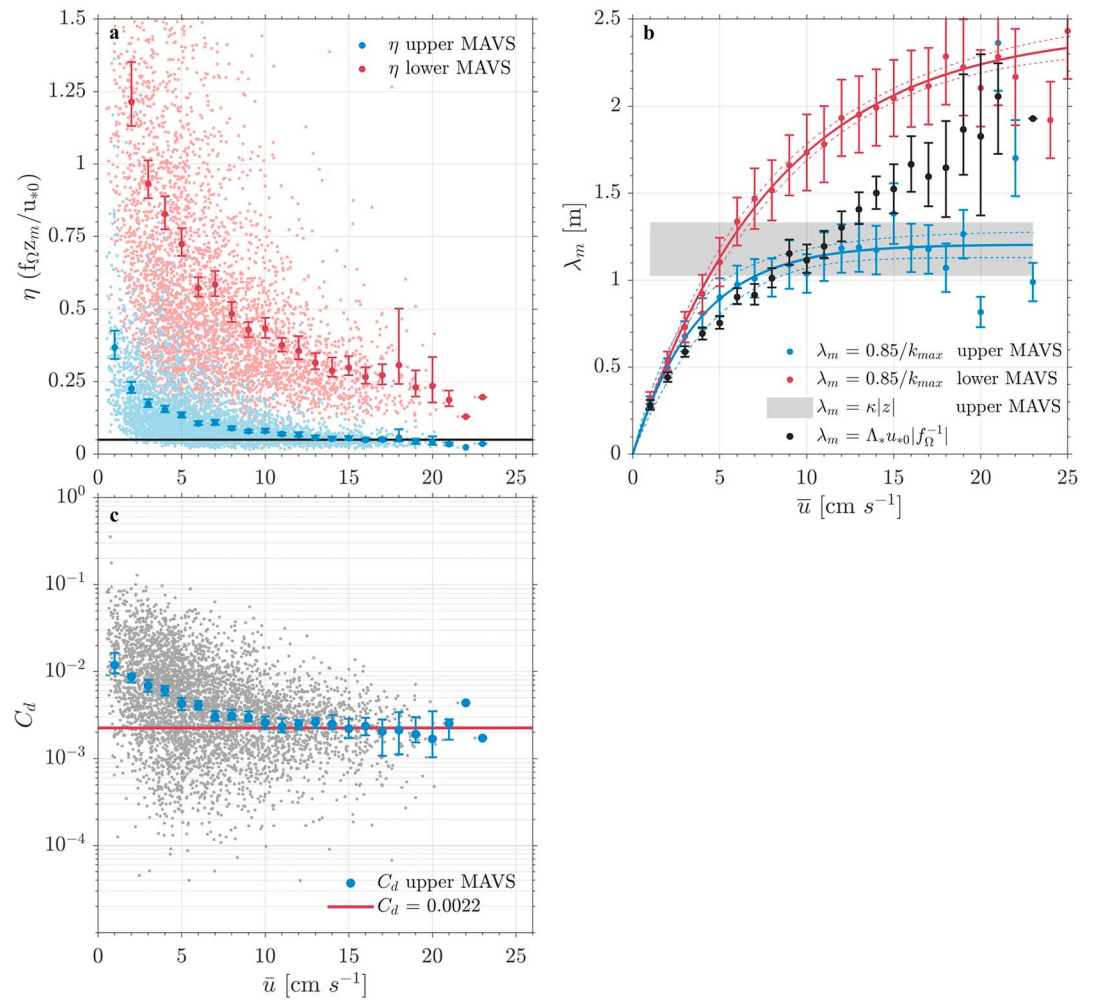 a
η upper MAVS
η lower MAVS
1.5
1.25
1
0.75
0.5
0.25
0
η (f_Ω z_m/u_{*0})
0 5 10 15 20 25
b
2.5
2
1.5
1
0.5
0
λ_m [m]
λ_m = 0.85/k_{max} upper MAVS
λ_m = 0.85/k_{max} lower MAVS
λ_m = κ|z| upper MAVS
λ_m = Λ_* u_{*0}|f_Ω^{-1}|
0 5 10 15 20 25
u̅ [cm s^{-1}]
c
10^0
10^{-1}
10^{-2}
10^{-3}
10^{-4}
C_d
C_d upper MAVS
C_d = 0.0022
0 5 10 15 20 25
u̅ [cm s^{-1}]